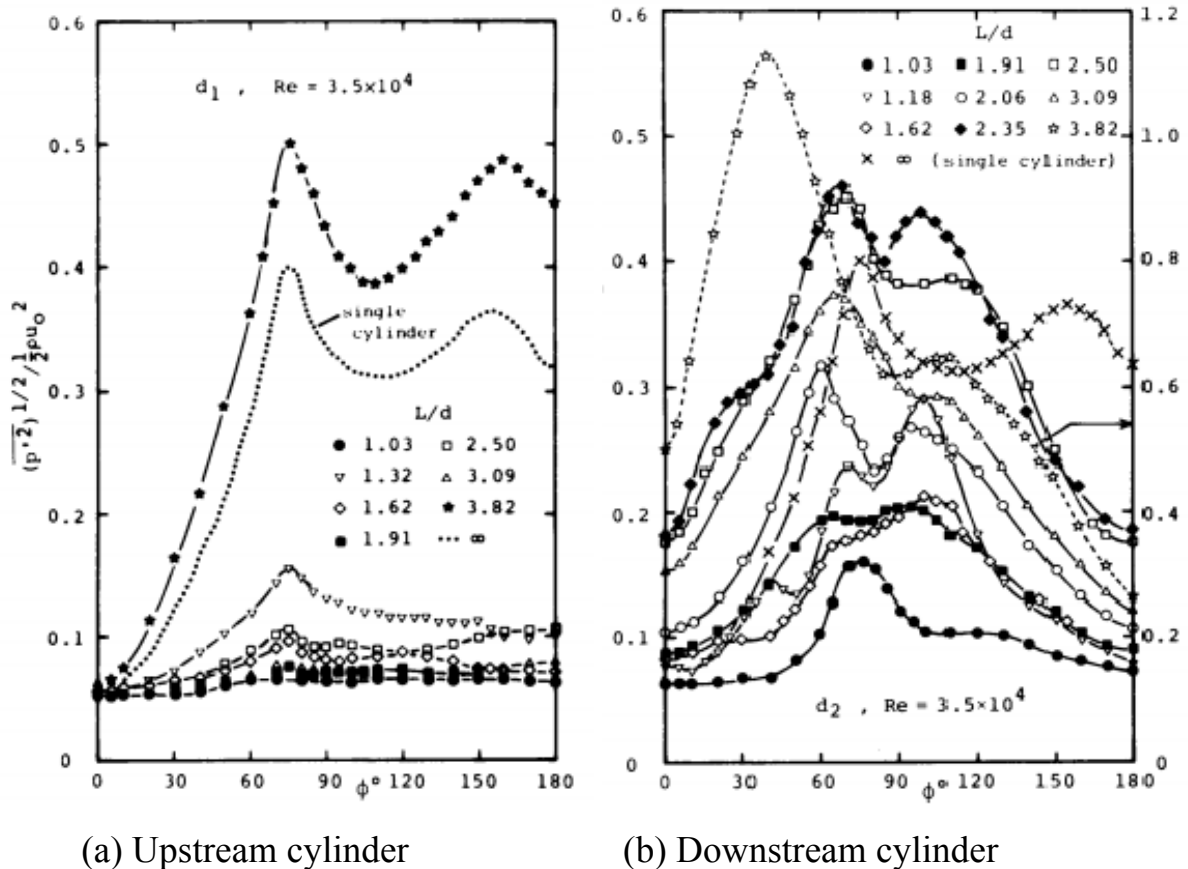 0.6
0.5
0.4
0.3
0.2
0.1
0
(p'²)^1/2 / ½ρu₀²
d₁ , Re = 3.5×10⁴
single
cylinder
L/d
1.03 2.50
1.32 3.09
1.62 3.82
1.91 ∞
0 30 60 90 120 150 180
φ°
(a) Upstream cylinder
0.6
0.5
0.4
0.3
0.2
0.1
0
L/d
1.03 1.91 2.50
1.18 2.06 3.09
1.62 2.35 3.82
∞ (single cylinder)
d₂ , Re = 3.5×10⁴
1.2
1.0
0.8
0.6
0.4
0.2
0
0 30 60 90 120 150 180
φ°
(b) Downstream cylinder